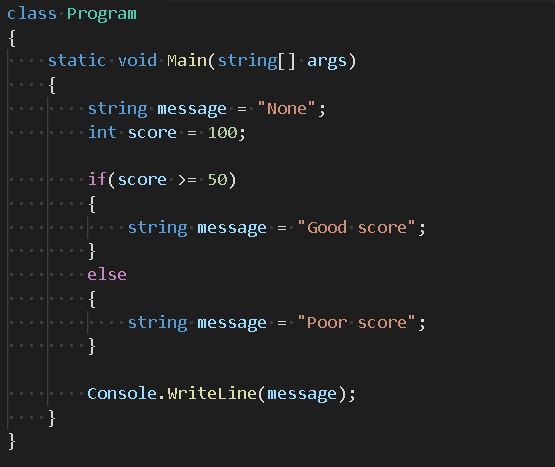 class Program
{
    static void Main(string[] args)
    {
        string message = "None";
        int score = 100;

        if(score >= 50)
        {
            string message = "Good score";
        }
        else
        {
            string message = "Poor score";
        }

        Console.WriteLine(message);
    }
}